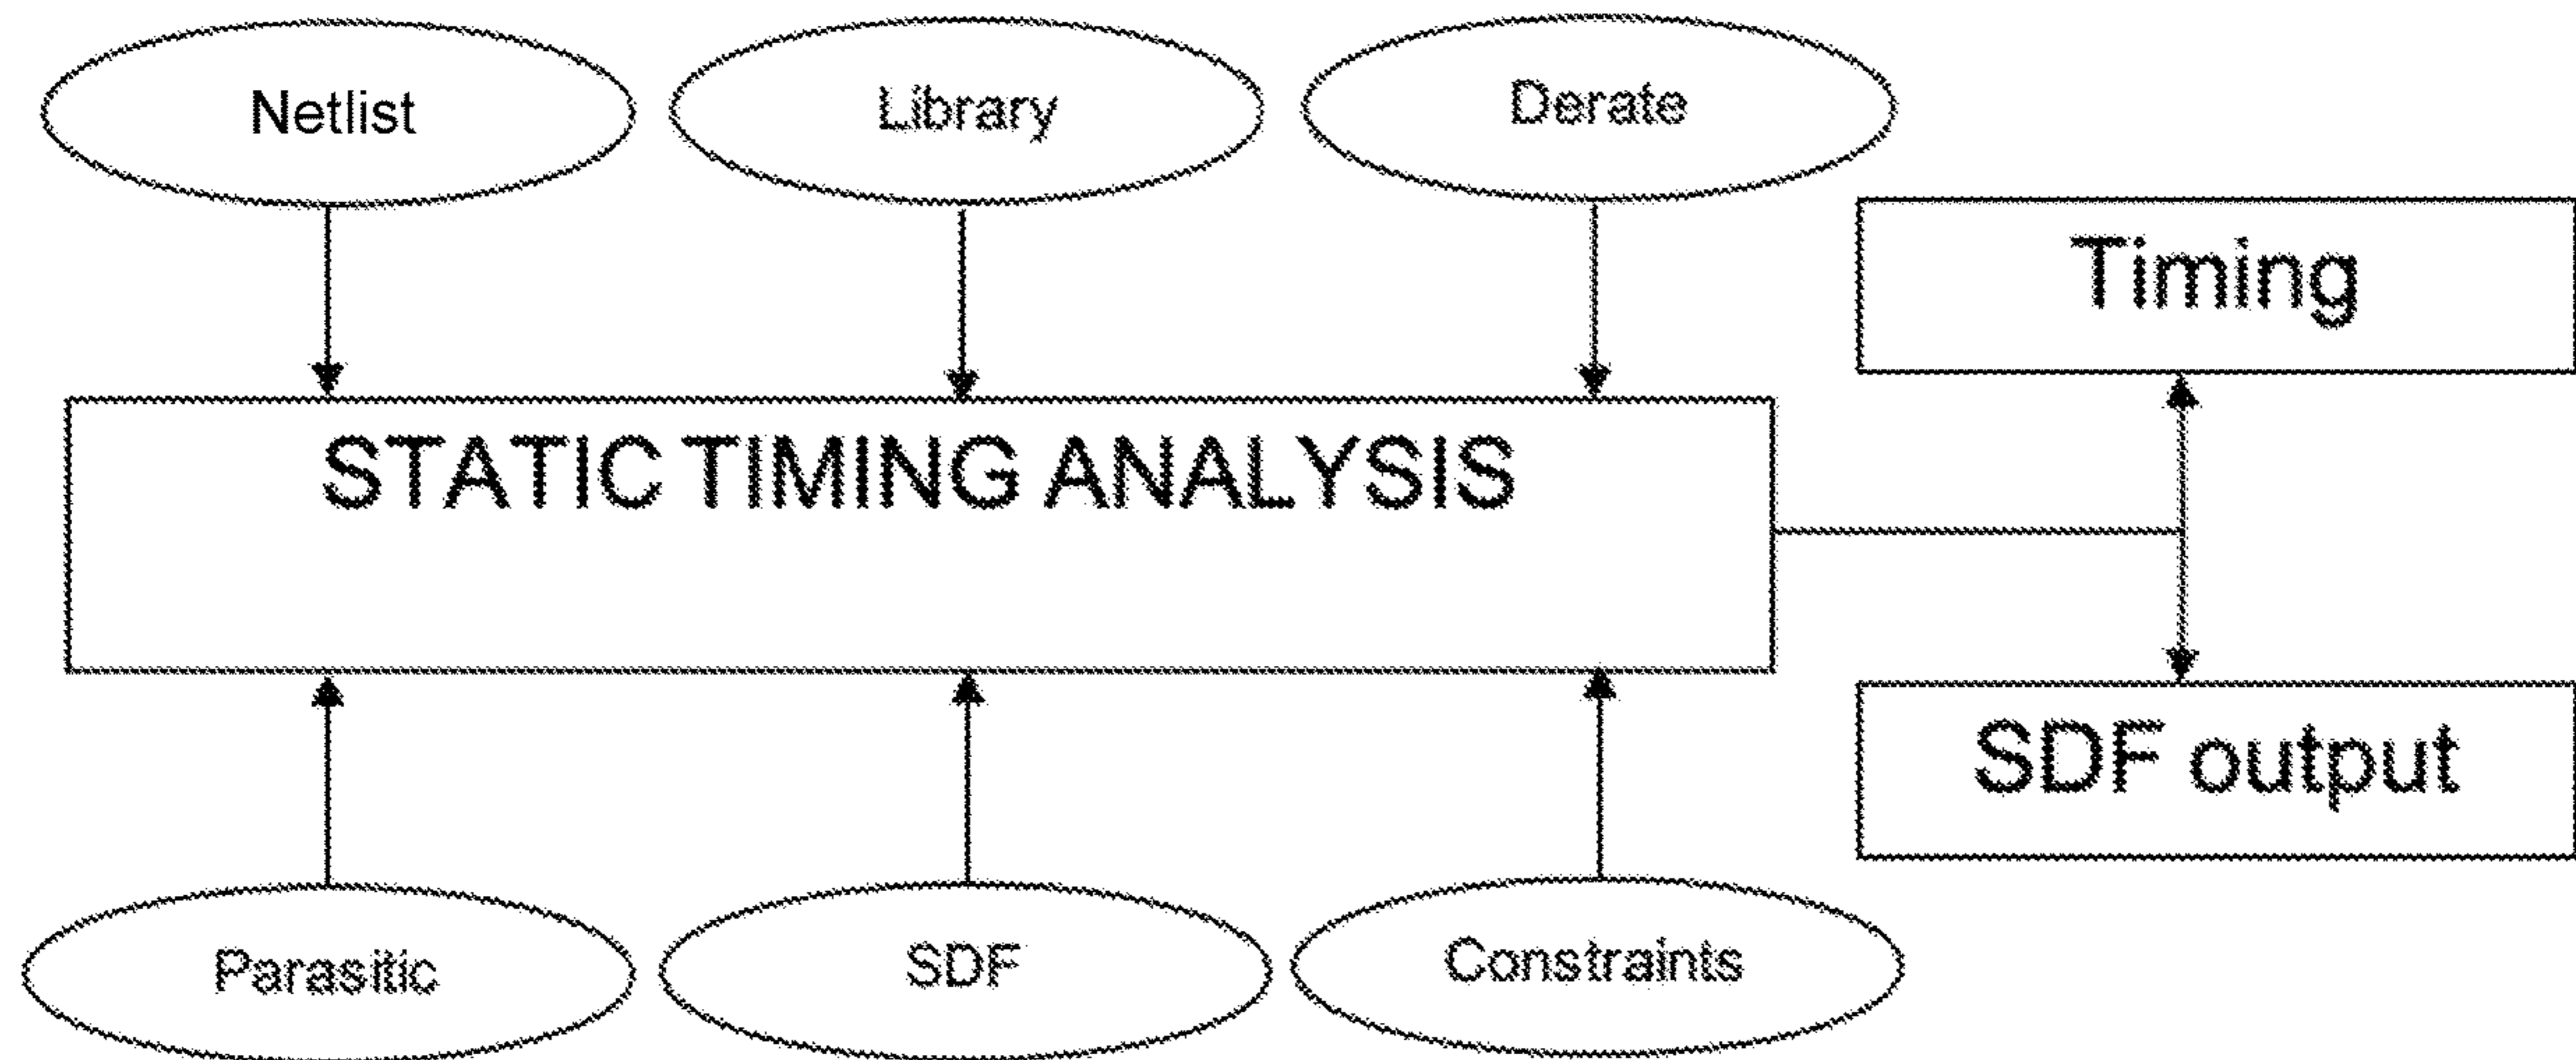 Netlist
Library
Derate
Timing
STATIC TIMING ANALYSIS
SDF output
Parasitic
SDF
Constraints